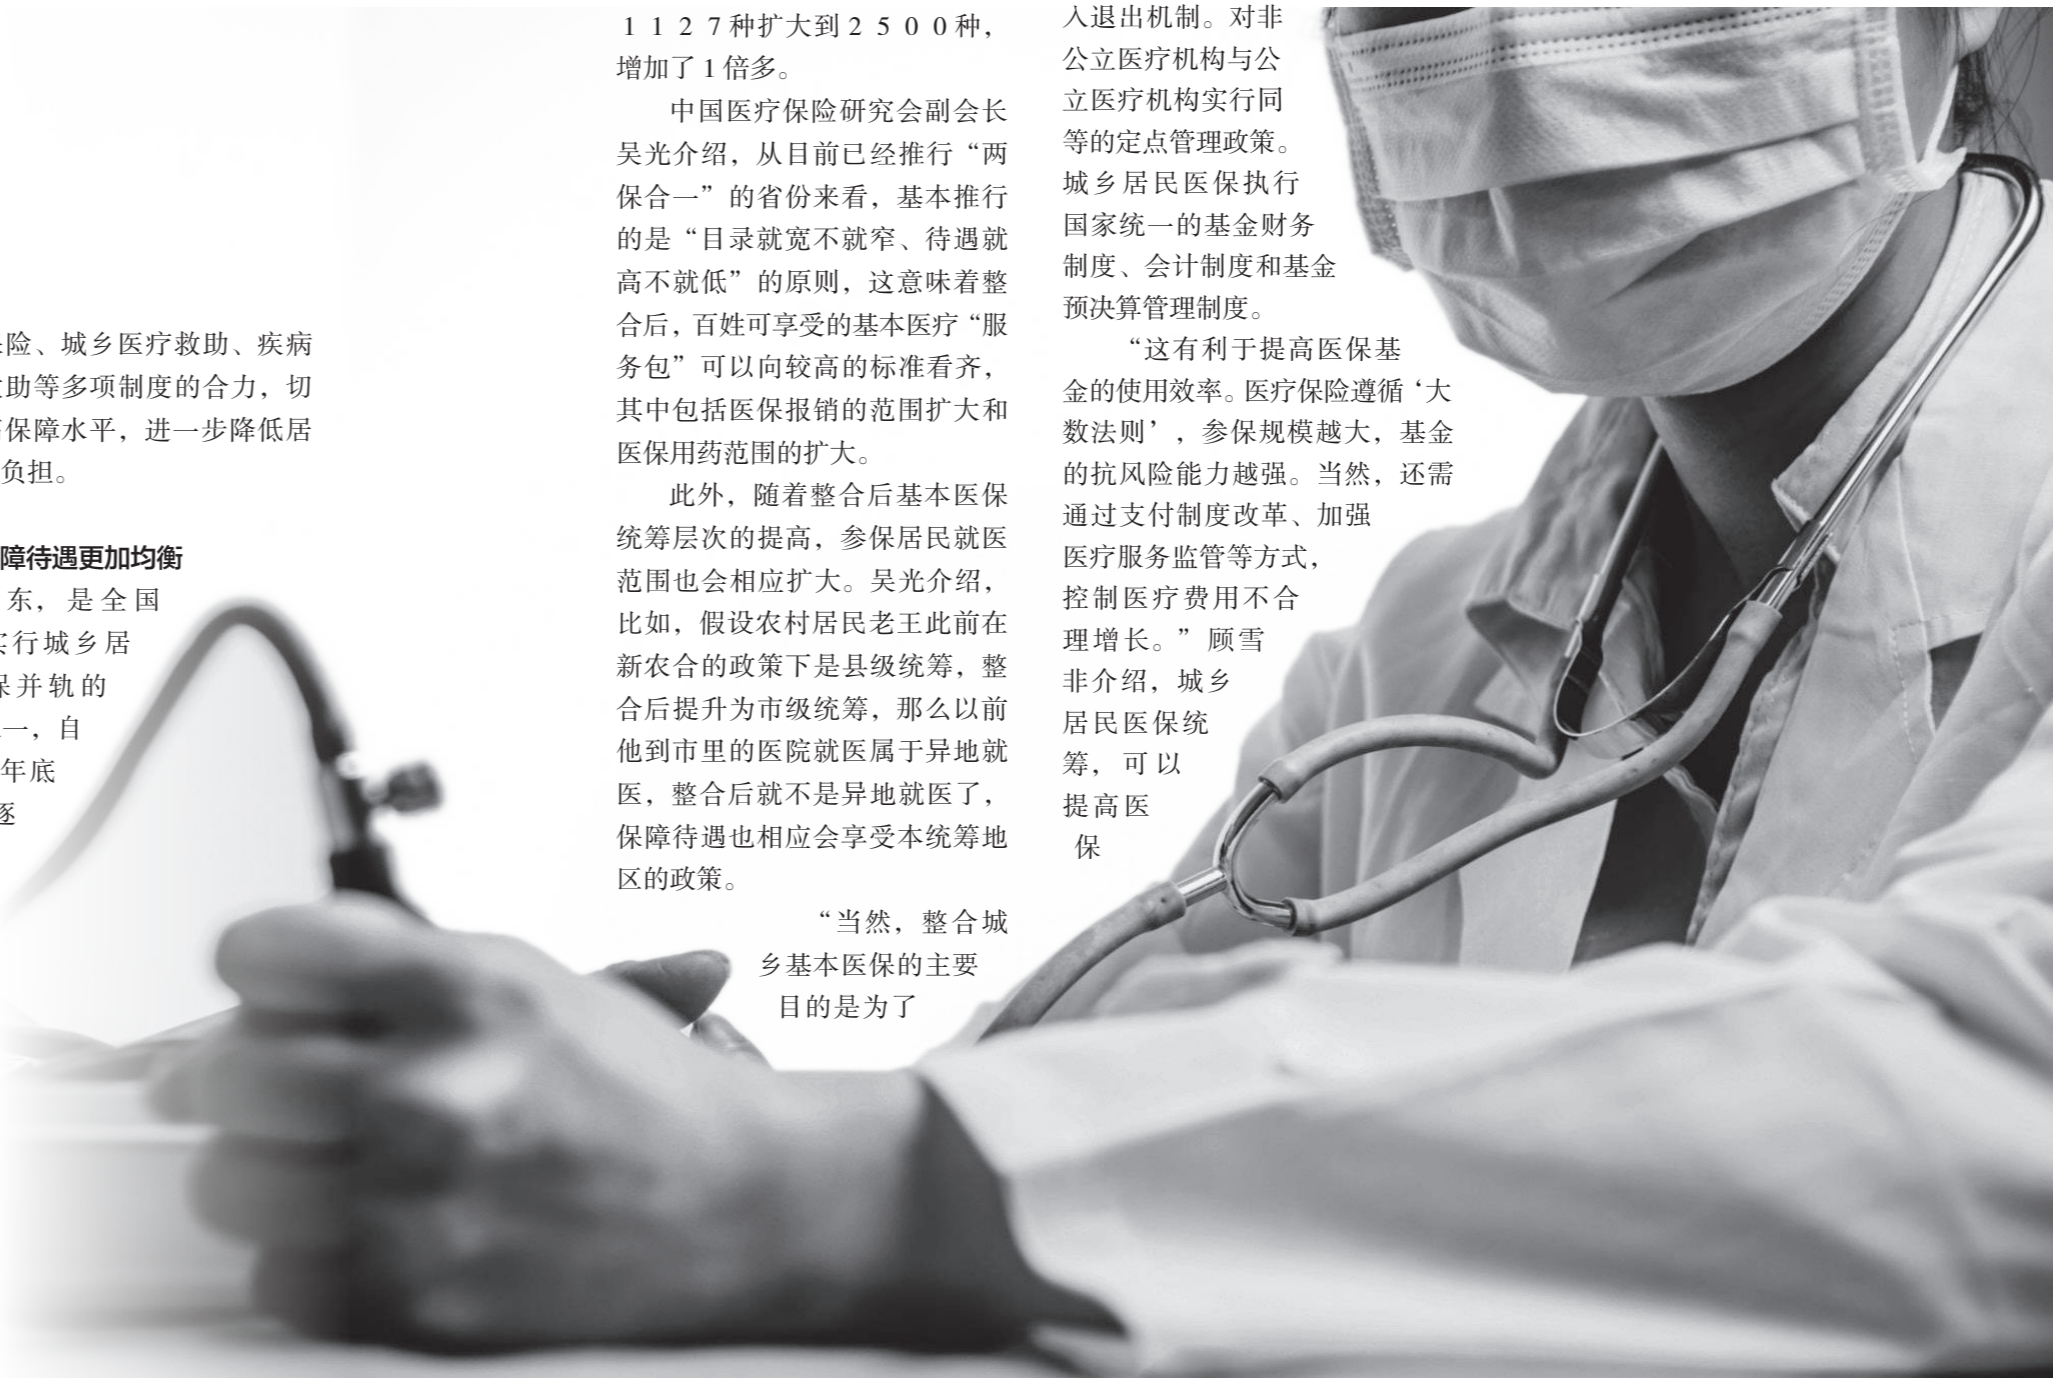 险、城乡医疗救助、疾病
助等多项制度的合力，切
保障水平，进一步降低居
负担。
障待遇更加均衡
东，是全国
行城乡居
保并轨的
一，自
年底
逐
1127种扩大到2500种，
增加了1倍多。
中国医疗保险研究会副会长
吴光介绍，从目前已经推行“两
保合一”的省份来看，基本推行
的是“目录就宽不就窄、待遇就
高不就低”的原则，这意味着整
合后，百姓可享受的基本医疗“服
务包”可以向较高的标准看齐，
其中包括医保报销的范围扩大和
医保用药范围的扩大。
此外，随着整合后基本医保
统筹层次的提高，参保居民就医
范围也会相应扩大。吴光介绍，
比如，假设农村居民老王此前在
新农合的政策下是县级统筹，整
合后提升为市级统筹，那么以前
他到市里的医院就医属于异地就
医，整合后就不是异地就医了，
保障待遇也相应会享受本统筹地
区的政策。
“当然，整合城
乡基本医保的主要
目的是为了
入退出机制。对非
公立医疗机构与公
立医疗机构实行同
等的定点管理政策。
城乡居民医保执行
国家统一的基金财务
制度、会计制度和基金
预决算管理制度。
“这有利于提高医保基
金的使用效率。医疗保险遵循‘大
数法则’，参保规模越大，基金
的抗风险能力越强。当然，还需
通过支付制度改革、加强
医疗服务监管等方式，
控制医疗费用不合
理增长。”顾雪
非介绍，城乡
居民医保统
筹，可以
提高医
保